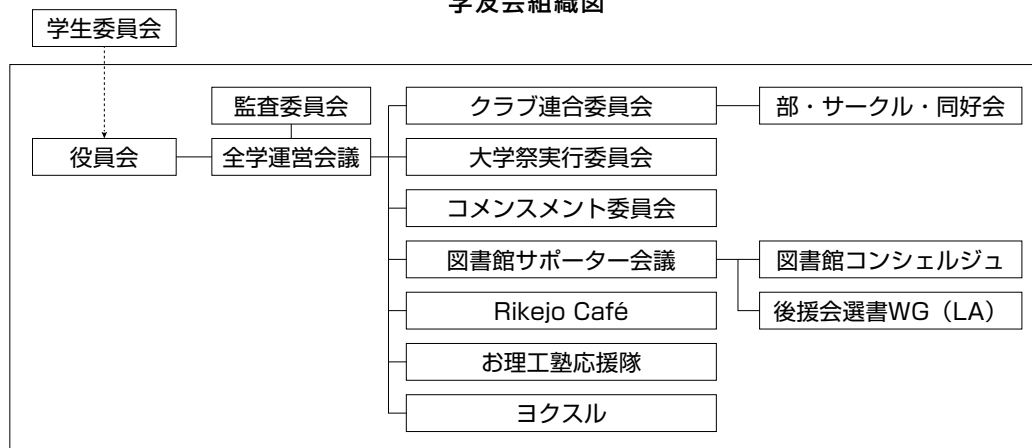 学友会組織図
学生委員会
監査委員会
クラブ連合委員会
部・サークル・同好会
役員会
全学運営会議
大学祭実行委員会
コメンスメント委員会
図書館サポーター会議
図書館コンシェルジュ
Rikejo Café
後援会選書WG（LA）
お理工塾応援隊
ヨクスル